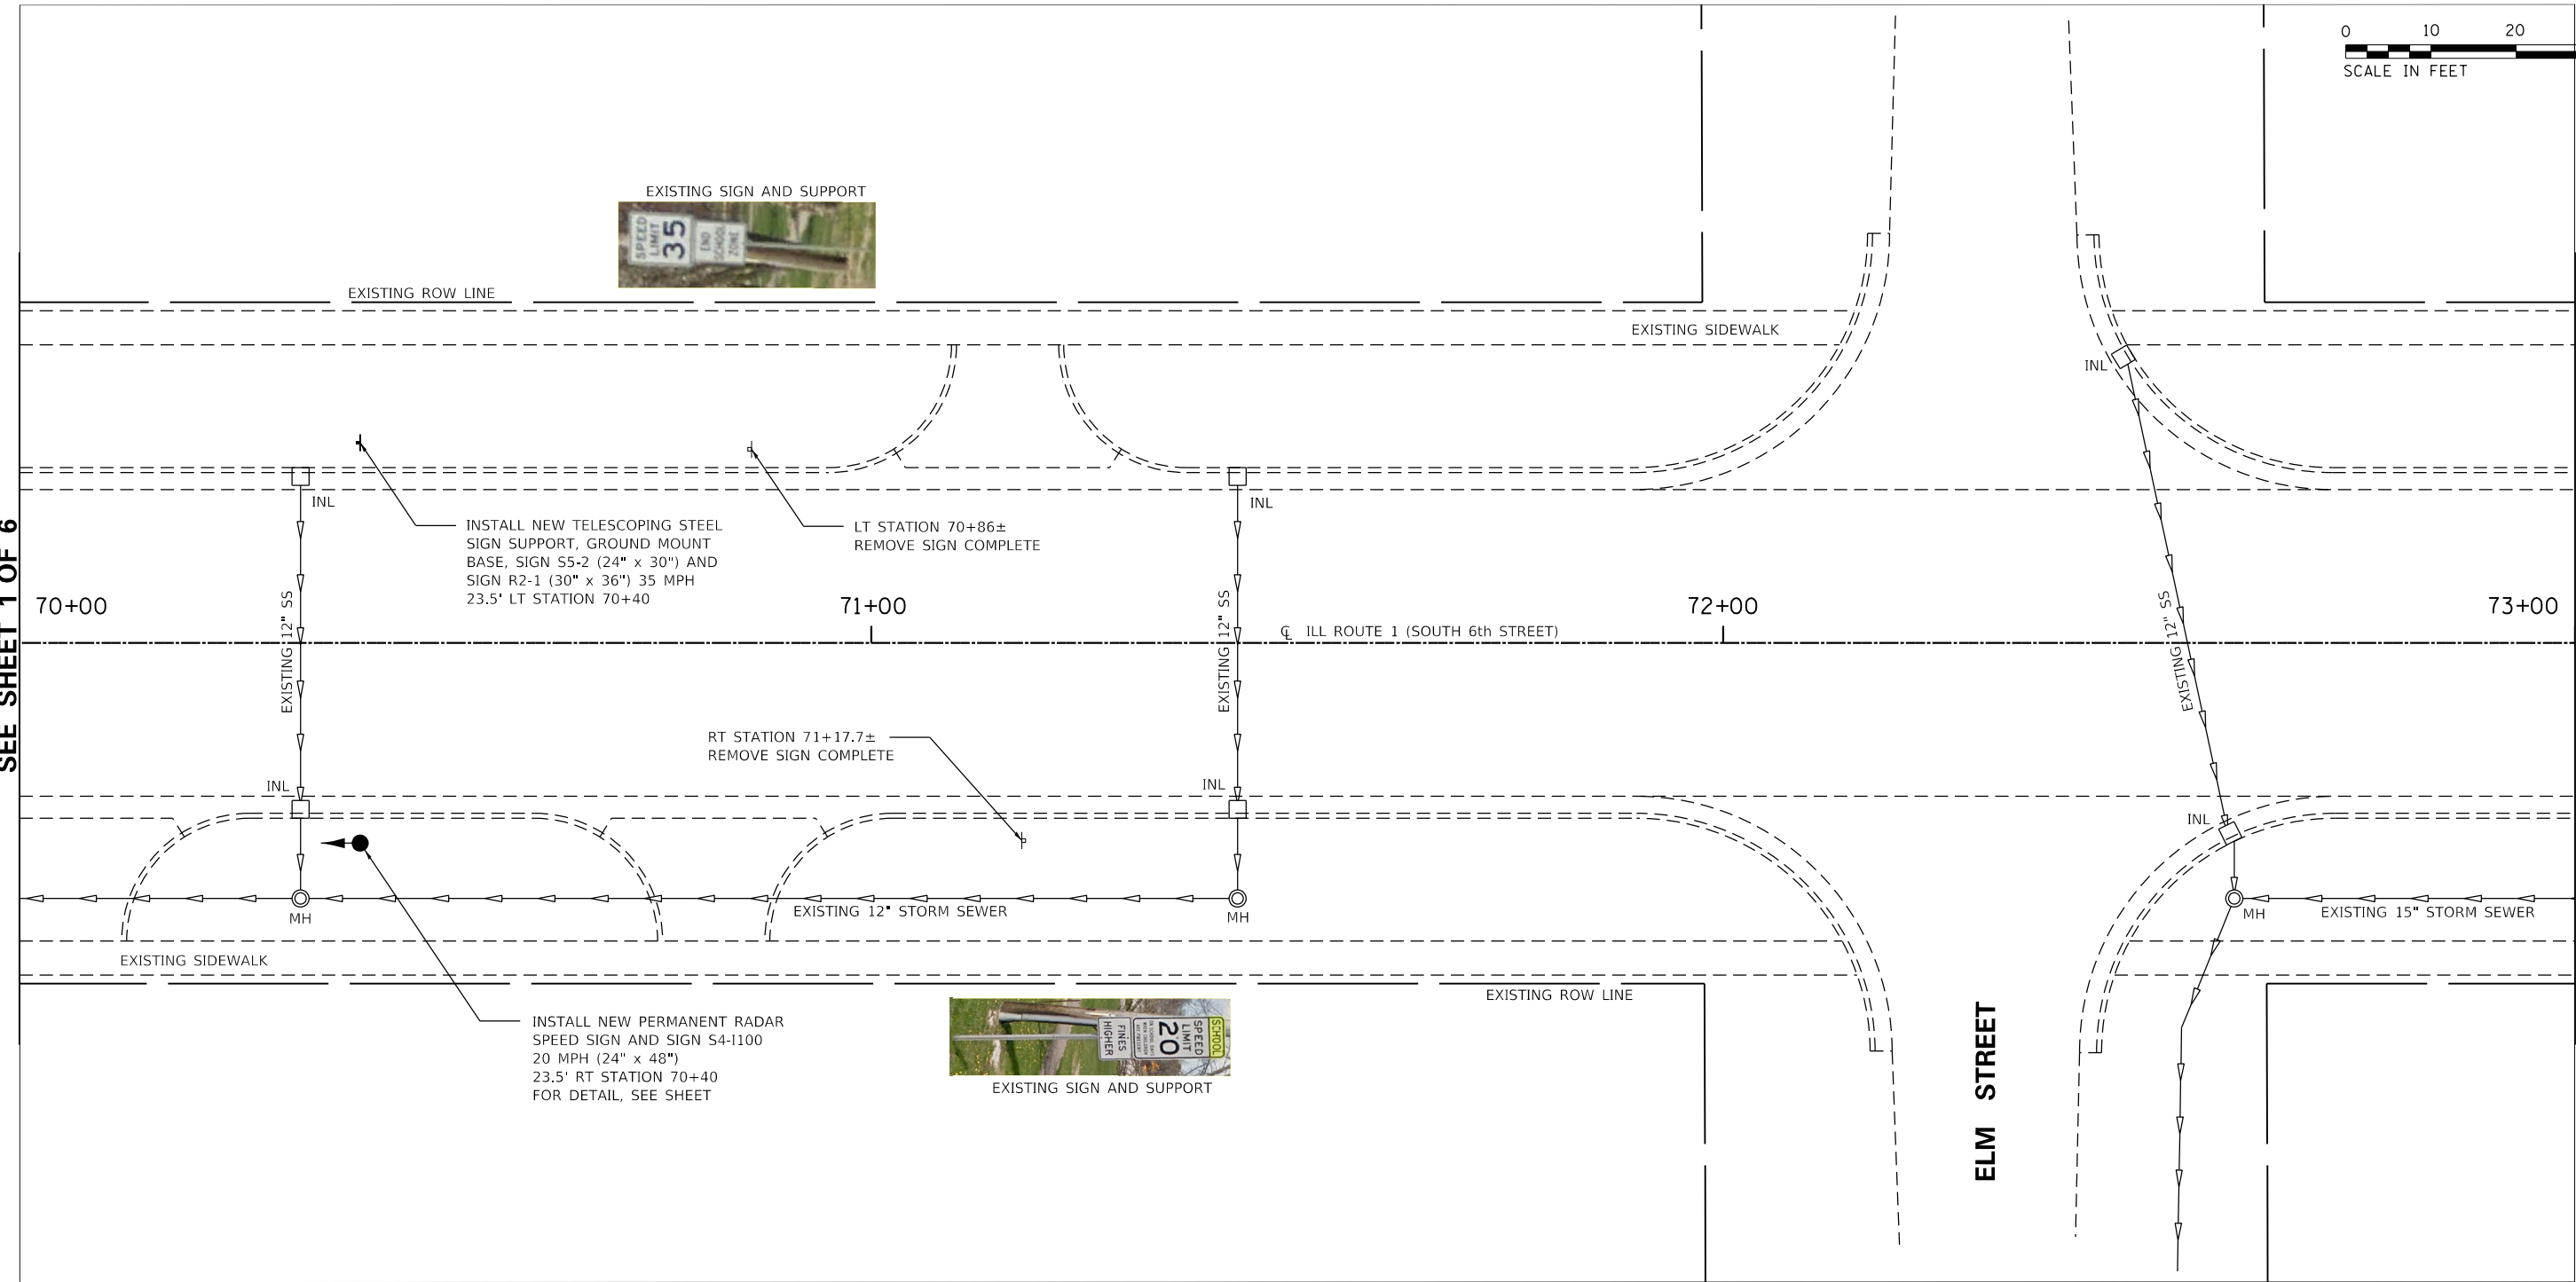 0 10 20
SCALE IN FEET
EXISTING SIGN AND SUPPORT
SPEED
LIMIT
35
END
SCHOOL
ZONE
EXISTING ROW LINE
EXISTING SIDEWALK
INL
INL
INL
INSTALL NEW TELESCOPING STEEL
SIGN SUPPORT, GROUND MOUNT
BASE, SIGN S5-2 (24" x 30") AND
SIGN R2-1 (30" x 36") 35 MPH
23.5' LT STATION 70+40
LT STATION 70+86±
REMOVE SIGN COMPLETE
SEE SHEET 1 OF 6
70+00 71+00 72+00 73+00
EXISTING 12" SS
EXISTING 12" SS
EXISTING 12" SS
℄ ILL ROUTE 1 (SOUTH 6th STREET)
RT STATION 71+17.7±
REMOVE SIGN COMPLETE
INL
INL
INL
MH
EXISTING 12" STORM SEWER
MH
MH
EXISTING 15" STORM SEWER
EXISTING SIDEWALK
EXISTING ROW LINE
INSTALL NEW PERMANENT RADAR
SPEED SIGN AND SIGN S4-I100
20 MPH (24" x 48")
23.5' RT STATION 70+40
FOR DETAIL, SEE SHEET
SCHOOL
SPEED
LIMIT
20
FINES
HIGHER
EXISTING SIGN AND SUPPORT
ELM STREET